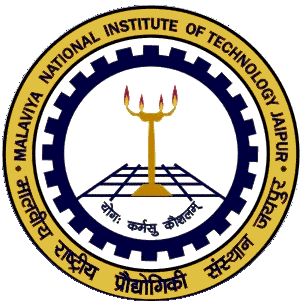 • MALAVIYA NATIONAL INSTITUTE OF TECHNOLOGY JAIPUR •
योगः कर्मसु कौशलम्
मालवीय राष्ट्रीय प्रौद्योगिकी संस्थान जयपुर